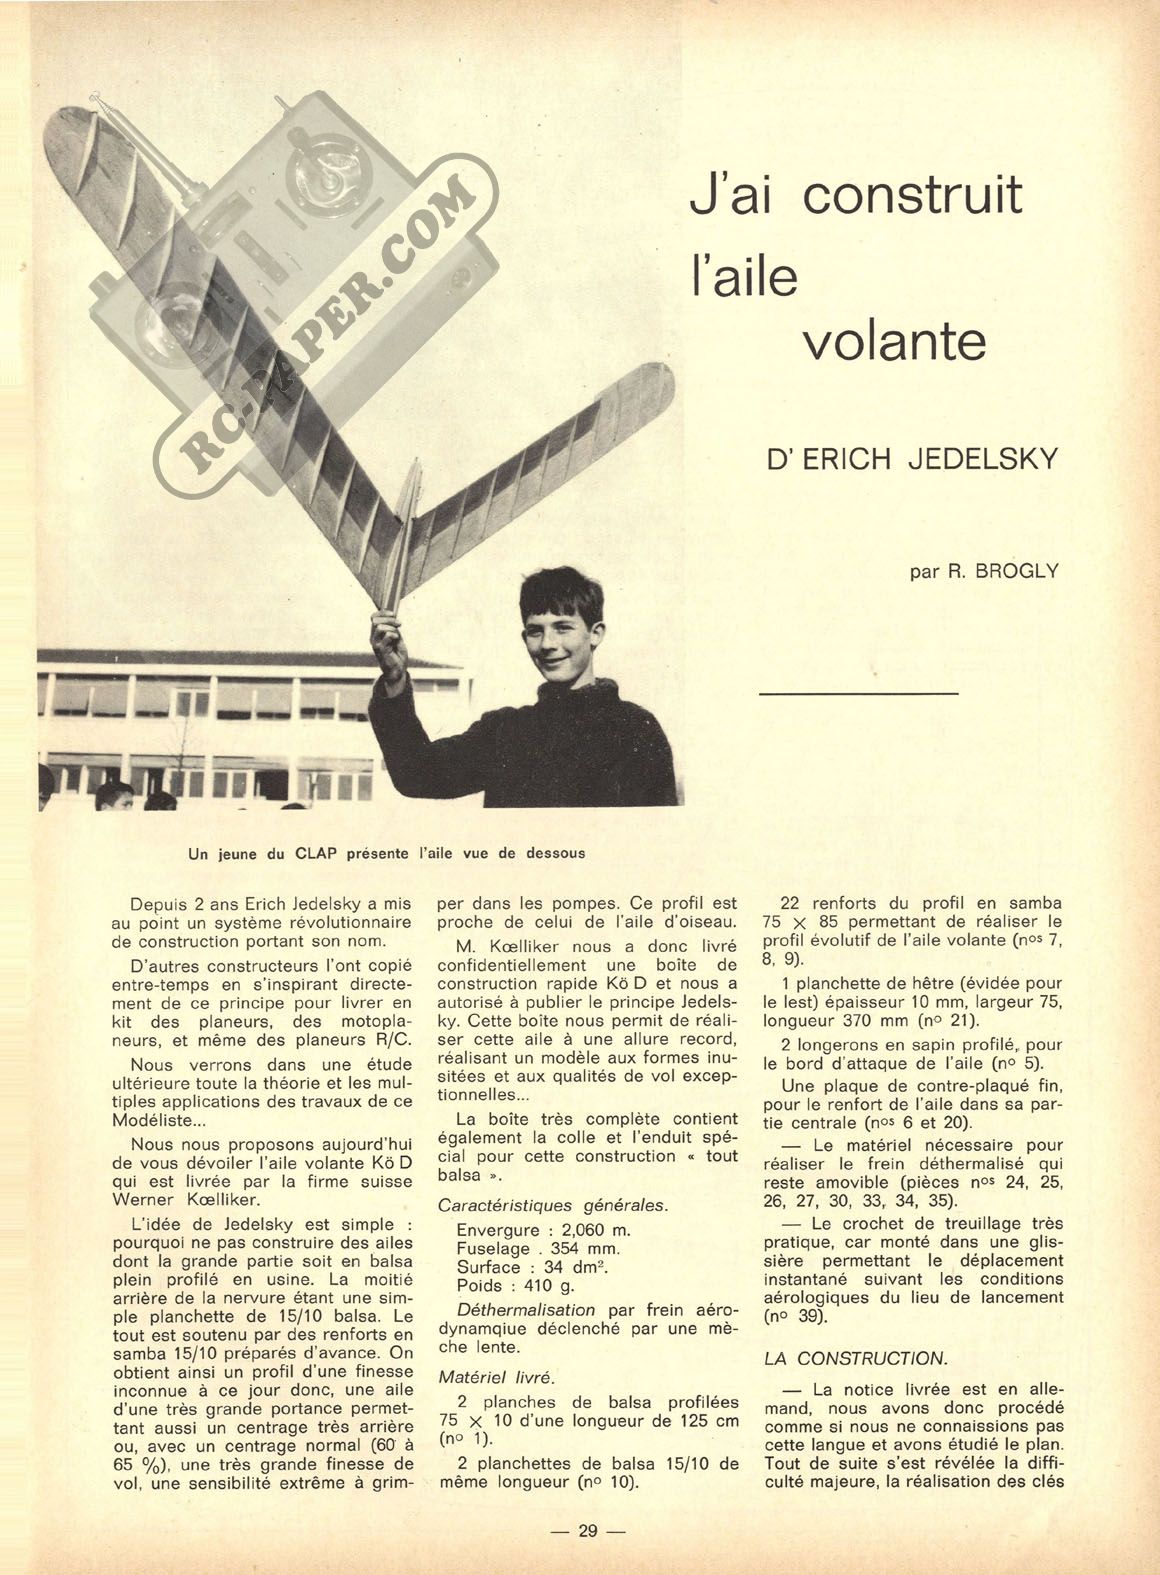 RC-PAPER.COM
J'ai construit
l'aile
volante
D' ERICH JEDELSKY
par R. BROGLY
Un jeune du CLAP présente l'aile vue de dessous
Depuis 2 ans Erich Jedelsky a mis
au point un système révolutionnaire
de construction portant son nom.
D'autres constructeurs l'ont copié
entre-temps en s'inspirant directe-
ment de ce principe pour livrer en
kit des planeurs, des motopla-
neurs, et même des planeurs R/C.
Nous verrons dans une étude
ultérieure toute la théorie et les mul-
tiples applications des travaux de ce
Modéliste...
Nous nous proposons aujourd'hui
de vous dévoiler l'aile volante Kö D
qui est livrée par la firme suisse
Werner Kœlliker.
L'idée de Jedelsky est simple :
pourquoi ne pas construire des ailes
dont la grande partie soit en balsa
plein profilé en usine. La moitié
arrière de la nervure étant une sim-
ple planchette de 15/10 balsa. Le
tout est soutenu par des renforts en
samba 15/10 préparés d'avance. On
obtient ainsi un profil d'une finesse
inconnue à ce jour donc, une aile
d'une très grande portance permet-
tant aussi un centrage très arrière
ou, avec un centrage normal (60 à
65 %), une très grande finesse de
vol, une sensibilité extrême à grim-
per dans les pompes. Ce profil est
proche de celui de l'aile d'oiseau.
M. Kœlliker nous a donc livré
confidentiellement une boîte de
construction rapide Kö D et nous a
autorisé à publier le principe Jedels-
ky. Cette boîte nous permit de réali-
ser cette aile à une allure record,
réalisant un modèle aux formes inu-
sitées et aux qualités de vol excep-
tionnelles...
La boîte très complète contient
également la colle et l'enduit spé-
cial pour cette construction « tout
balsa ».
Caractéristiques générales.
Envergure : 2,060 m.
Fuselage . 354 mm.
Surface : 34 dm².
Poids : 410 g.
Déthermalisation par frein aéro-
dynamqiue déclenché par une mè-
che lente.
Matériel livré.
2 planches de balsa profilées
75 X 10 d'une longueur de 125 cm
(nº 1).
2 planchettes de balsa 15/10 de
même longueur (nº 10).
22 renforts du profil en samba
75 X 85 permettant de réaliser le
profil évolutif de l'aile volante (nos 7,
8, 9).
1 planchette de hêtre (évidée pour
le lest) épaisseur 10 mm, largeur 75,
longueur 370 mm (nº 21).
2 longerons en sapin profilé, pour
le bord d'attaque de l'aile (nº 5).
Une plaque de contre-plaqué fin,
pour le renfort de l'aile dans sa par-
tie centrale (nos 6 et 20).
— Le matériel nécessaire pour
réaliser le frein déthermalisé qui
reste amovible (pièces nos 24, 25,
26, 27, 30, 33, 34, 35).
— Le crochet de treuillage très
pratique, car monté dans une glis-
sière permettant le déplacement
instantané suivant les conditions
aérologiques du lieu de lancement
(nº 39).
LA CONSTRUCTION.
— La notice livrée est en alle-
mand, nous avons donc procédé
comme si nous ne connaissions pas
cette langue et avons étudié le plan.
Tout de suite s'est révélée la diffi-
culté majeure, la réalisation des clés
— 29 —